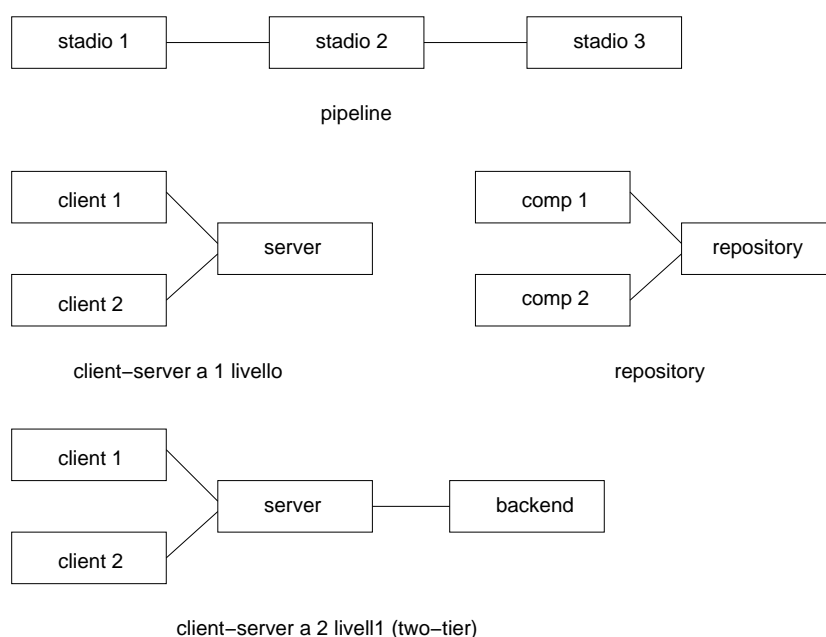 stadio 1
stadio 2
stadio 3
pipeline
client 1
client 2
server
client−server a 1 livello
comp 1
comp 2
repository
repository
client 1
client 2
server
backend
client−server a 2 livell1 (two−tier)